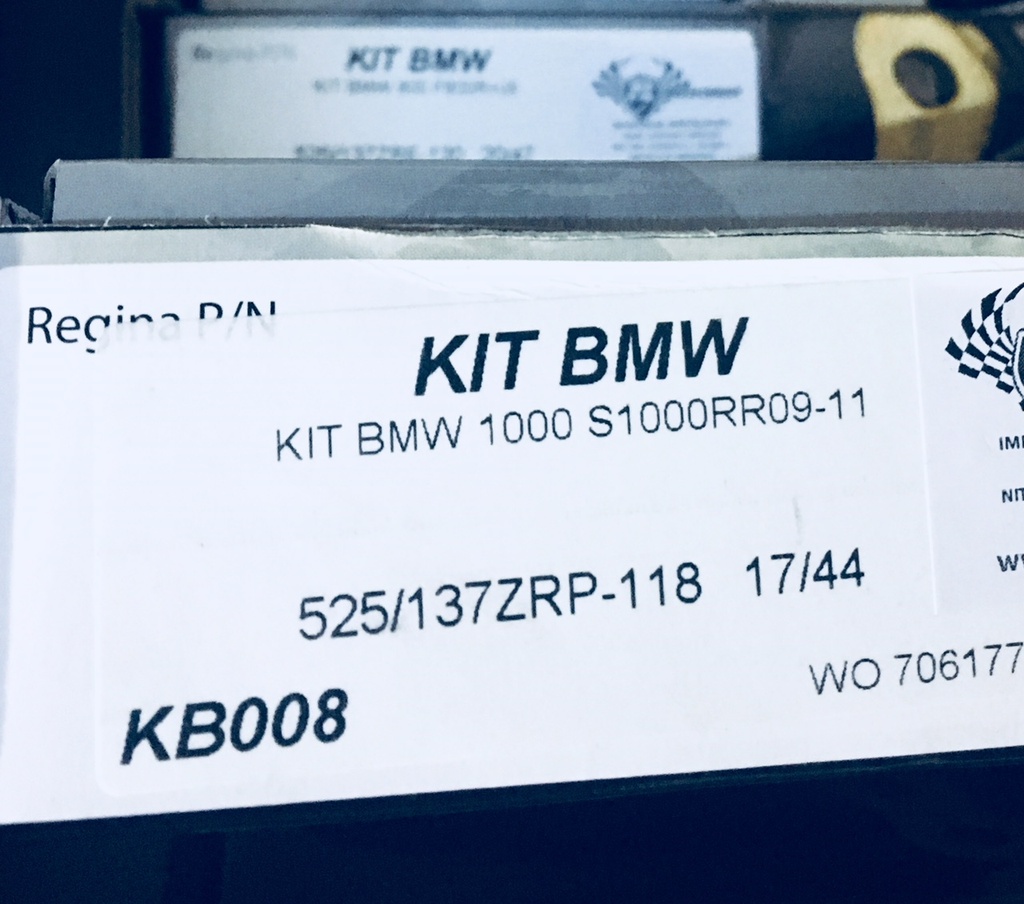 KIT BMW
Regina P/N
KIT BMW
KIT BMW 1000 S1000RR09-11
525/137ZRP-118 17/44
WO 706177
KB008